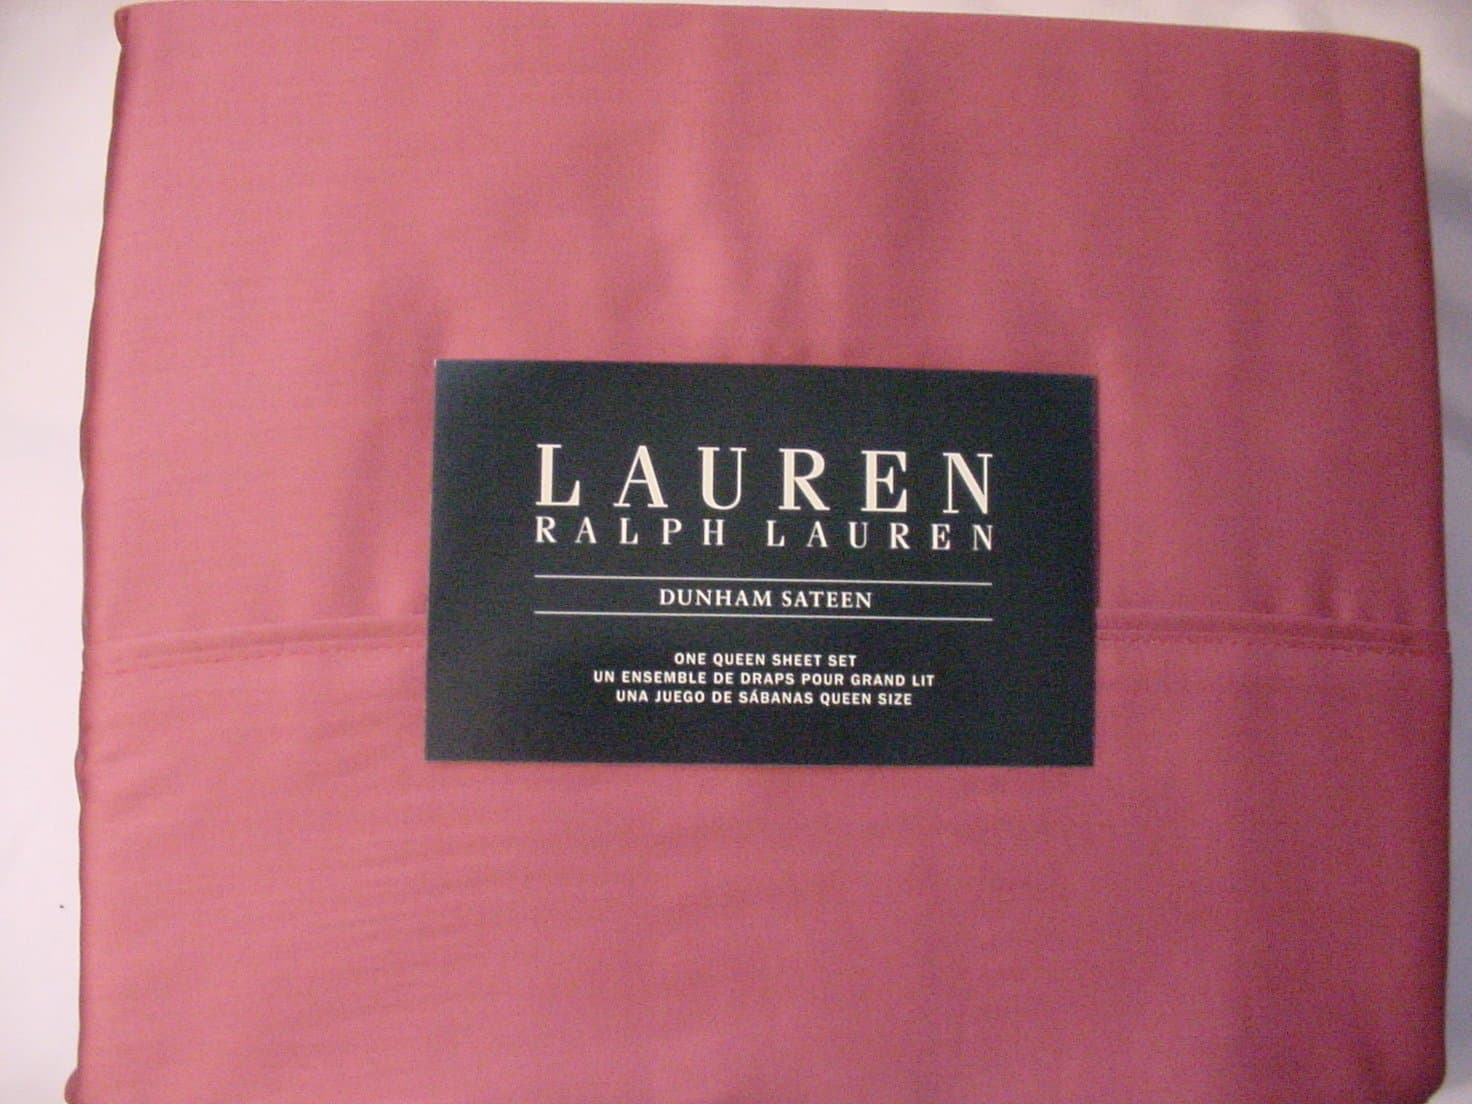 LAUREN
RALPH LAUREN
DUNHAM SATEEN
ONE QUEEN SHEET SET
UN ENSEMBLE DE DRAPS POUR GRAND LIT
UNA JUEGO DE SÁBANAS QUEEN SIZE